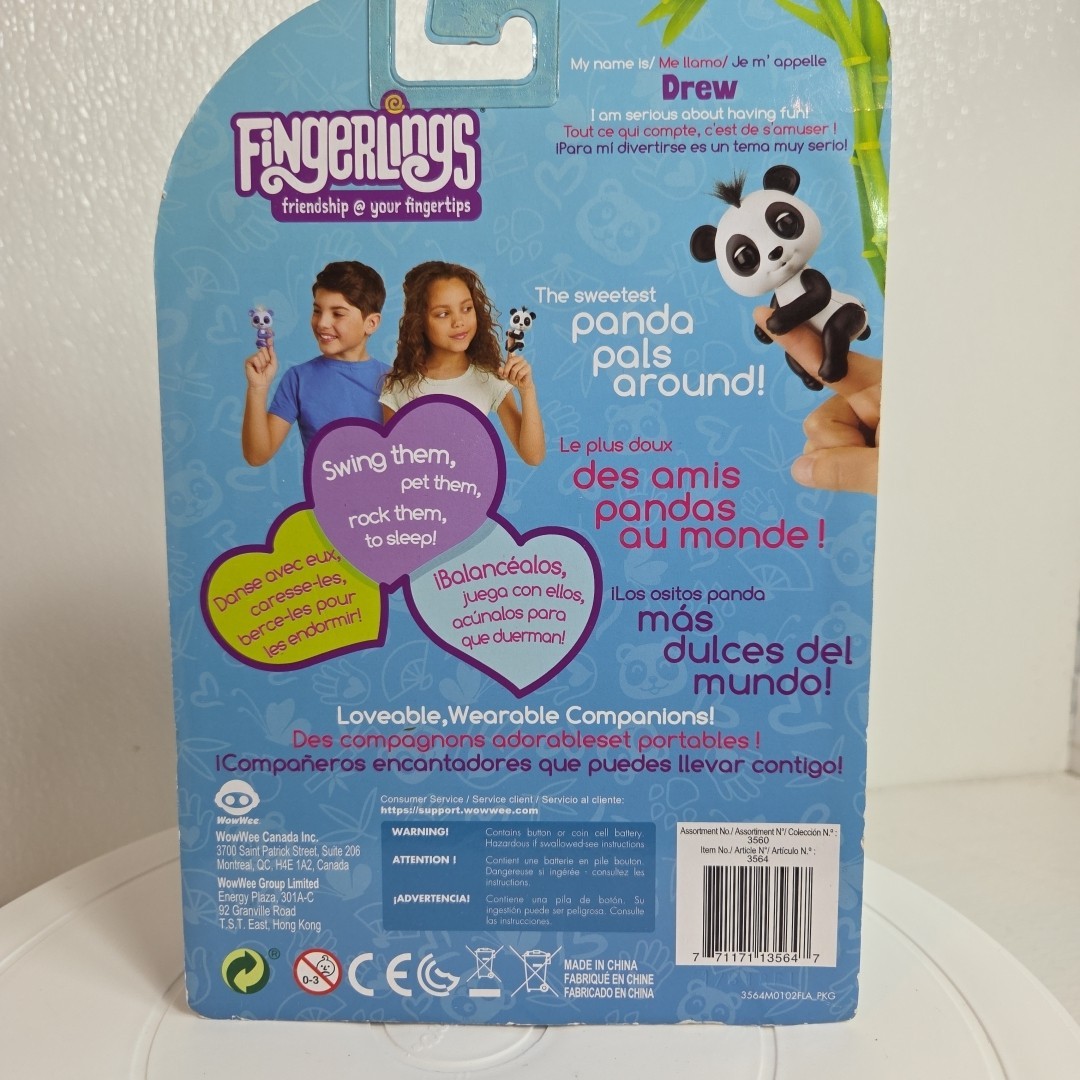 My name is/ Me llamo/ Je m' appelle
Drew
I am serious about having fun!
Tout ce qui compte, c'est de s'amuser !
¡Para mí divertirse es un tema muy serio!
FiNgeRLiNgS
friendship @ your fingertips
The sweetest
panda
pals
around!
Le plus doux
des amis
pandas
au monde !
¡Los ositos panda
más
dulces del
mundo!
Swing them,
pet them,
rock them,
to sleep!
Danse avec eux,
caresse-les,
berce-les pour
les endormir!
¡Balancéalos,
juega con ellos,
acúnalos para
que duerman!
Loveable,Wearable Companions!
Des compagnons adorableset portables !
¡Compañeros encantadores que puedes llevar contigo!
WowWee
Consumer Service / Service client / Servicio al cliente:
https://support.wowwee.com
WowWee Canada Inc.
3700 Saint Patrick Street, Suite 206
Montreal, QC, H4E 1A2, Canada
WowWee Group Limited
Energy Plaza, 301A-C
92 Granville Road
T.S.T. East, Hong Kong
WARNING! Contains button or coin cell battery.
Hazardous if swallowed-see instructions
ATTENTION ! Contient une batterie en pile bouton.
Dangereuse si ingérée - consultez les
instructions.
¡ADVERTENCIA! Contiene una pila de botón. Su
ingestión puede ser peligrosa. Consulte
las instrucciones.
Assortment No./ Assortiment N°/ Colección N.º :
3560
Item No./ Article N°/ Artículo N.º :
3564
7 71171 13564 7
®
0-3
CE
MADE IN CHINA
FABRIQUÉ EN CHINE
FABRICADO EN CHINA
3564M0102FLA_PKG